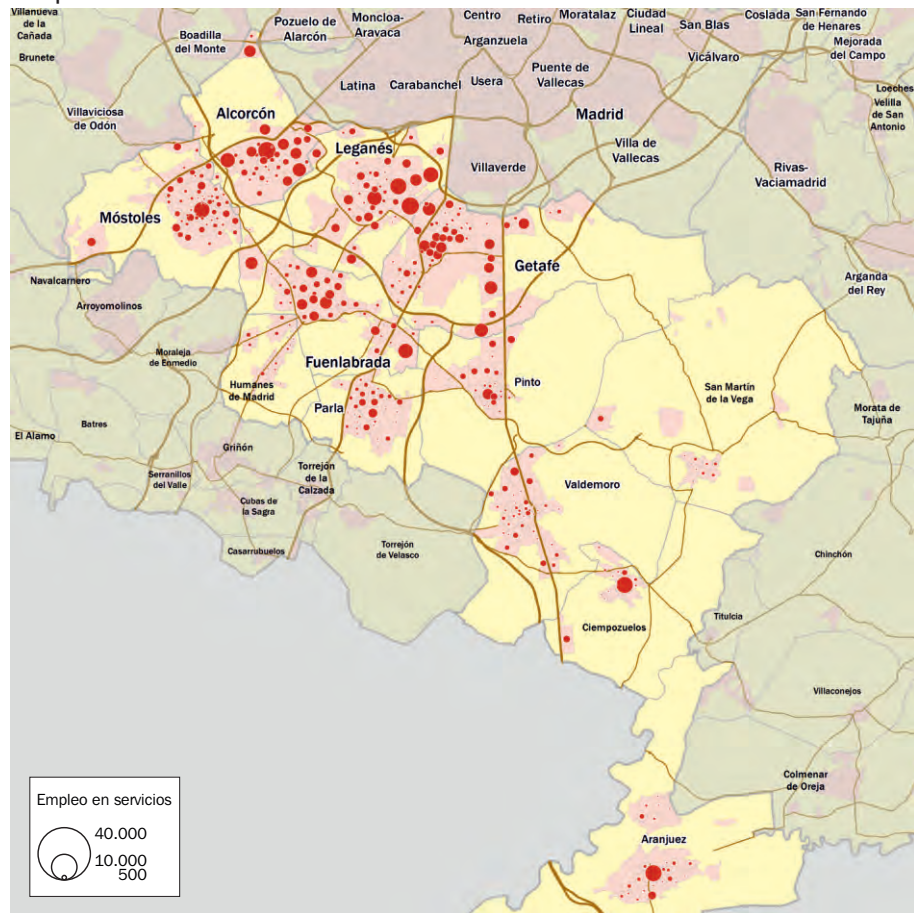 Villanueva
de la
Cañada
Boadilla
del Monte
Pozuelo de
Alarcón
Moncloa-
Aravaca
Centro
Retiro
Moratalaz
Ciudad
Lineal
San Blas
Coslada
San Fernando
de Henares
Brunete
Arganzuela
Vicálvaro
Mejorada
del Campo
Latina
Carabanchel
Usera
Puente de
Vallecas
Loeches
Velilla
de San
Antonio
Villaviciosa
de Odón
Alcorcón
Madrid
Leganés
Villa de
Vallecas
Villaverde
Rivas-
Vaciamadrid
Móstoles
Getafe
Navalcarnero
Arganda
del Rey
Arroyomolinos
Moraleja
de Enmedio
Fuenlabrada
Humanes
de Madrid
Pinto
San Martín
de la Vega
Parla
Morata de
Tajuña
Batres
El Alamo
Griñón
Serranillos
del Valle
Torrejón
de la
Calzada
Valdemoro
Cubas de
la Sagra
Casarrubuelos
Torrejón
de Velasco
Chinchón
Titulcia
Ciempozuelos
Villaconejos
Colmenar
de Oreja
Empleo en servicios
40.000
10.000
500
Aranjuez